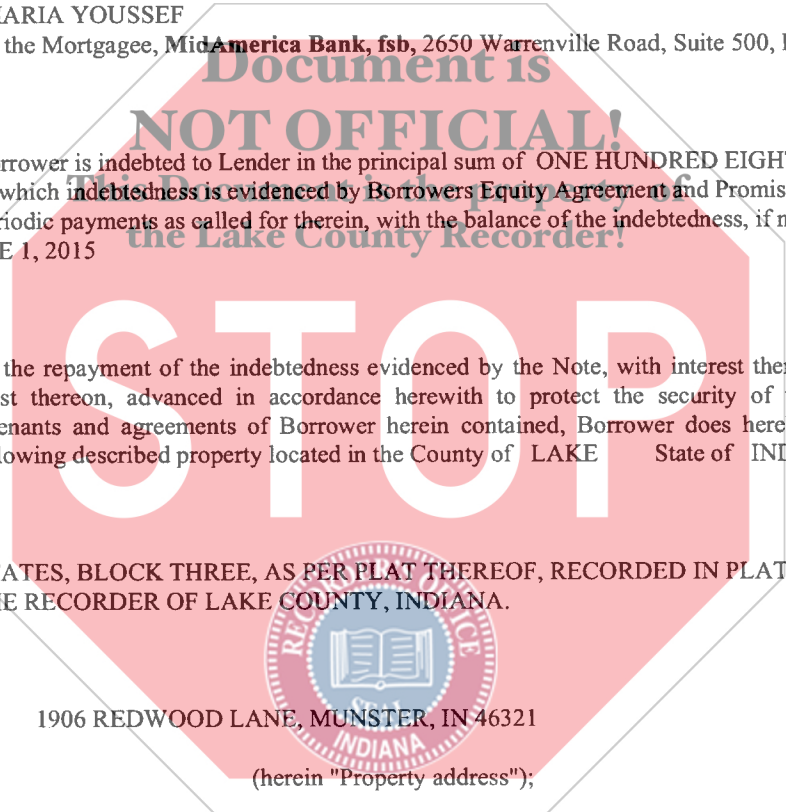 ARIA YOUSSEF
the Mortgagee, MidAmerica Bank, fsb, 2650 Warrenville Road, Suite 500,
Document is
NOT OFFICIAL!
rrower is indebted to Lender in the principal sum of ONE HUNDRED EIGHT
This Document is the property of
which indebtedness is evidenced by Borrowers Equity Agreement and Promis
riodic payments as called for therein, with the balance of the indebtedness, if n
the Lake County Recorder!
E 1, 2015
STOP
the repayment of the indebtedness evidenced by the Note, with interest ther
st thereon, advanced in accordance herewith to protect the security of
enants and agreements of Borrower herein contained, Borrower does here
lowing described property located in the County of LAKE State of IND
ATES, BLOCK THREE, AS PER PLAT THEREOF, RECORDED IN PLAT
E RECORDER OF LAKE COUNTY, INDIANA.
RECORDER'S OFFICE
SEAL
INDIANA
1906 REDWOOD LANE, MUNSTER, IN 46321
(herein "Property address");